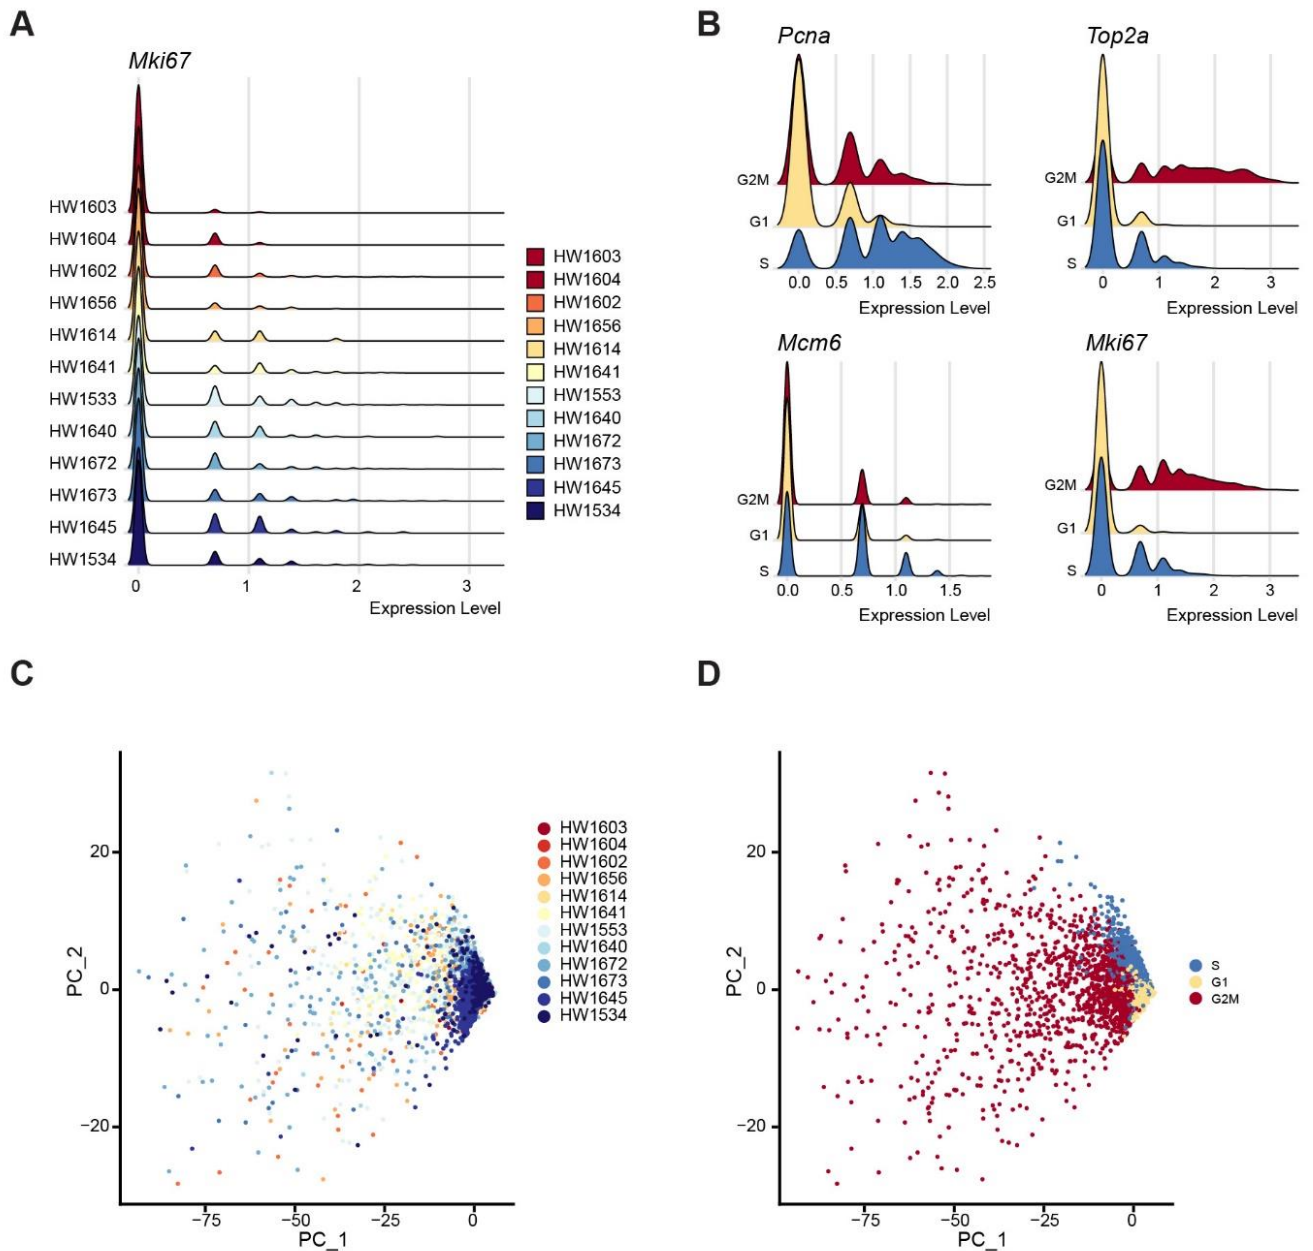 A
Mki67
HW1603
HW1604
HW1602
HW1656
HW1614
HW1641
HW1533
HW1640
HW1672
HW1673
HW1645
HW1534
0 1 2 3
Expression Level
HW1603
HW1604
HW1602
HW1656
HW1614
HW1641
HW1553
HW1640
HW1672
HW1673
HW1645
HW1534
B
Pcna
G2M
G1
S
0.0 0.5 1.0 1.5 2.0 2.5
Expression Level
Top2a
G2M
G1
S
0 1 2 3
Expression Level
Mcm6
G2M
G1
S
0.0 0.5 1.0 1.5
Expression Level
Mki67
G2M
G1
S
0 1 2 3
Expression Level
C
PC_2
20
0
−20
−75 −50 −25 0
PC_1
HW1603
HW1604
HW1602
HW1656
HW1614
HW1641
HW1553
HW1640
HW1672
HW1673
HW1645
HW1534
D
PC_2
20
0
−20
−75 −50 −25 0
PC_1
S
G1
G2M